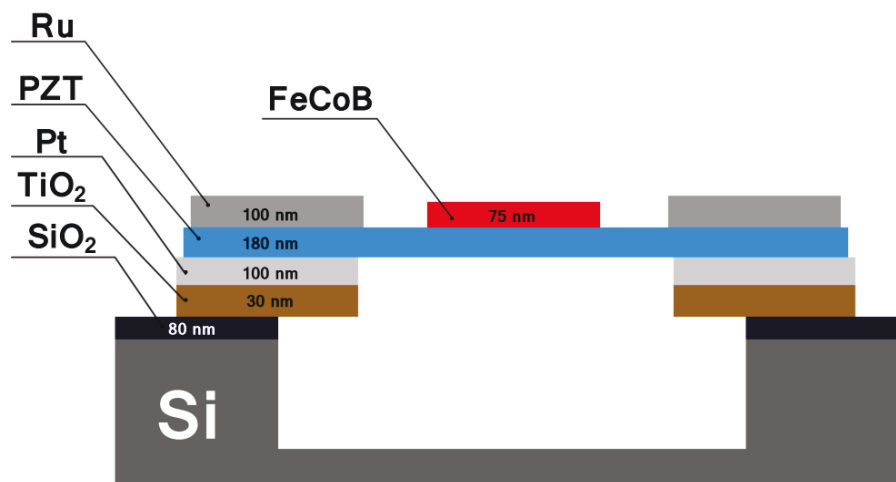 Ru
PZT
FeCoB
Pt
TiO₂
SiO₂
100 nm
75 nm
180 nm
100 nm
30 nm
80 nm
Si